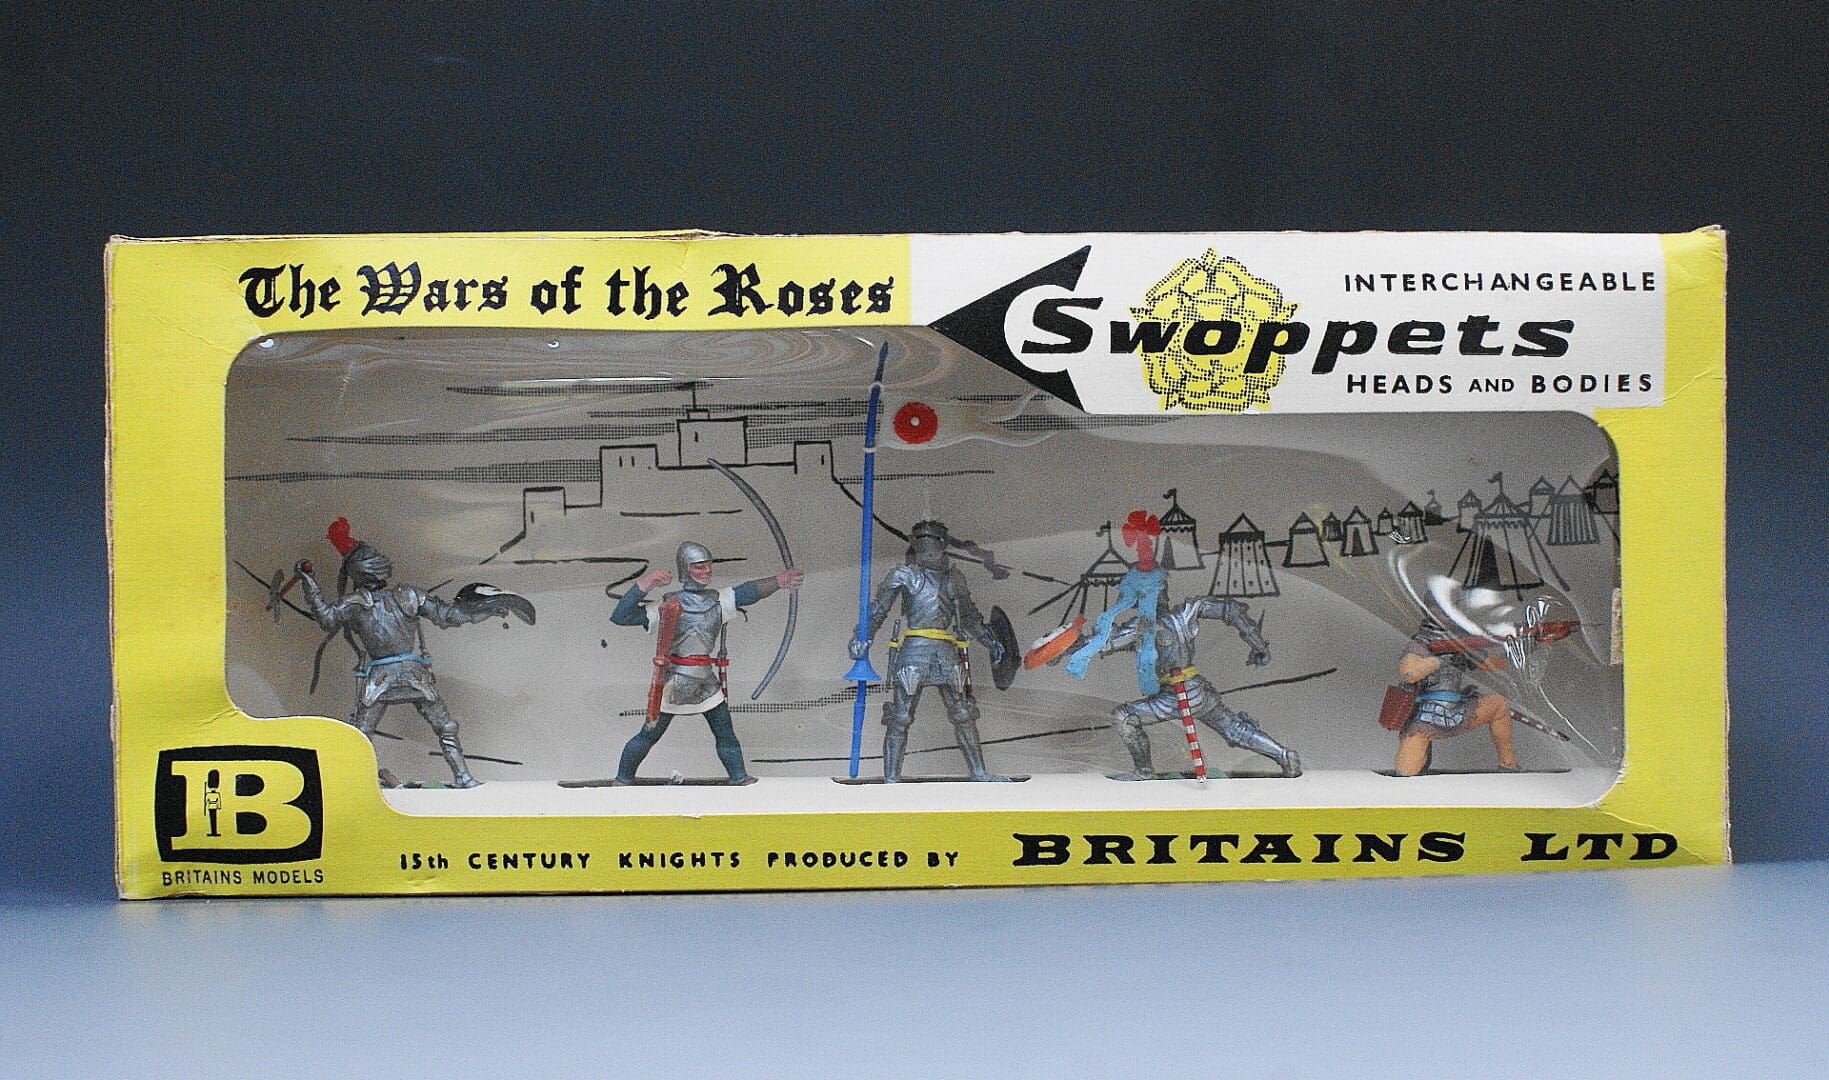 The Wars of the Roses
INTERCHANGEABLE
Swoppets
HEADS AND BODIES
B
BRITAINS MODELS
15th CENTURY KNIGHTS PRODUCED BY
BRITAINS LTD